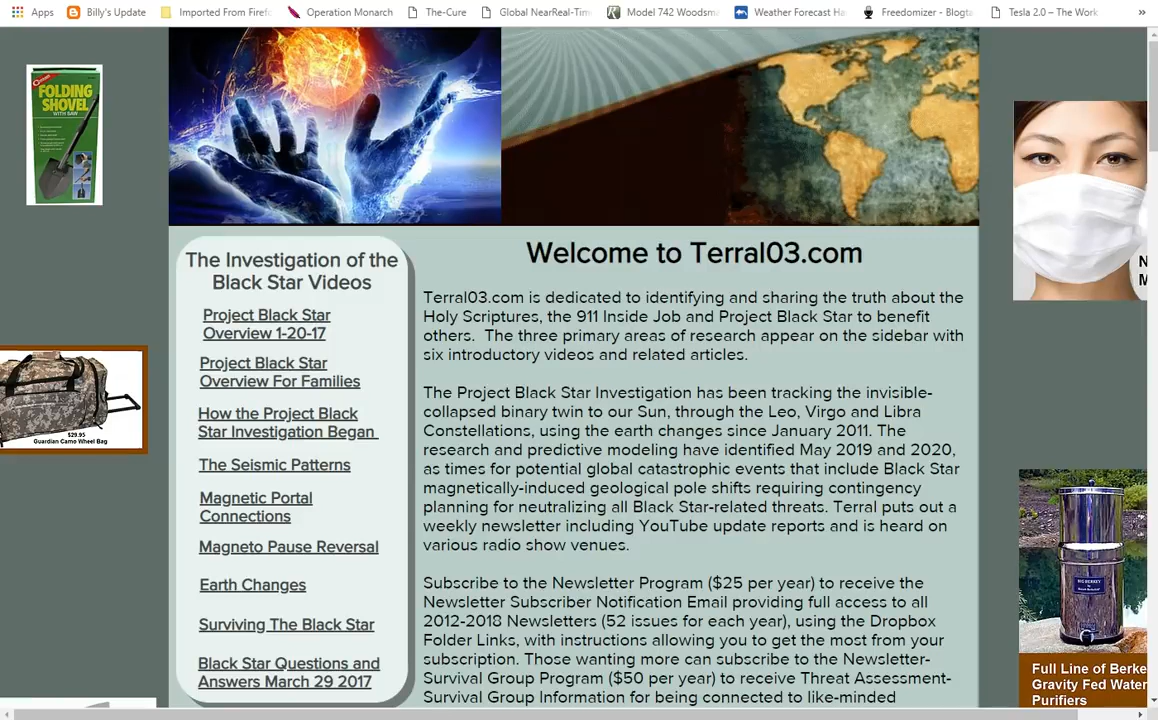 Apps
Billy's Update
Imported From Firef
Operation Monarch
The-Cure
Global NearReal-Tim
Model 742 Woodsm
Weather Forecast Ha
Freedomizer - Blogta
Tesla 2.0 – The Work
»
FOLDING
SHOVEL
WITH SAW
$29.95
Guardian Camo Wheel Bag
The Investigation of the
Black Star Videos
Project Black Star
Overview 1-20-17
Project Black Star
Overview For Families
How the Project Black
Star Investigation Began
The Seismic Patterns
Magnetic Portal
Connections
Magneto Pause Reversal
Earth Changes
Surviving The Black Star
Black Star Questions and
Answers March 29 2017
Welcome to Terral03.com
Terral03.com is dedicated to identifying and sharing the truth about the
Holy Scriptures, the 911 Inside Job and Project Black Star to benefit
others. The three primary areas of research appear on the sidebar with
six introductory videos and related articles.
The Project Black Star Investigation has been tracking the invisible-
collapsed binary twin to our Sun, through the Leo, Virgo and Libra
Constellations, using the earth changes since January 2011. The
research and predictive modeling have identified May 2019 and 2020,
as times for potential global catastrophic events that include Black Star
magnetically-induced geological pole shifts requiring contingency
planning for neutralizing all Black Star-related threats. Terral puts out a
weekly newsletter including YouTube update reports and is heard on
various radio show venues.
Subscribe to the Newsletter Program ($25 per year) to receive the
Newsletter Subscriber Notification Email providing full access to all
2012-2018 Newsletters (52 issues for each year), using the Dropbox
Folder Links, with instructions allowing you to get the most from your
subscription. Those wanting more can subscribe to the Newsletter-
Survival Group Program ($50 per year) to receive Threat Assessment-
Survival Group Information for being connected to like-minded
N
M
Full Line of Berke
Gravity Fed Water
Purifiers